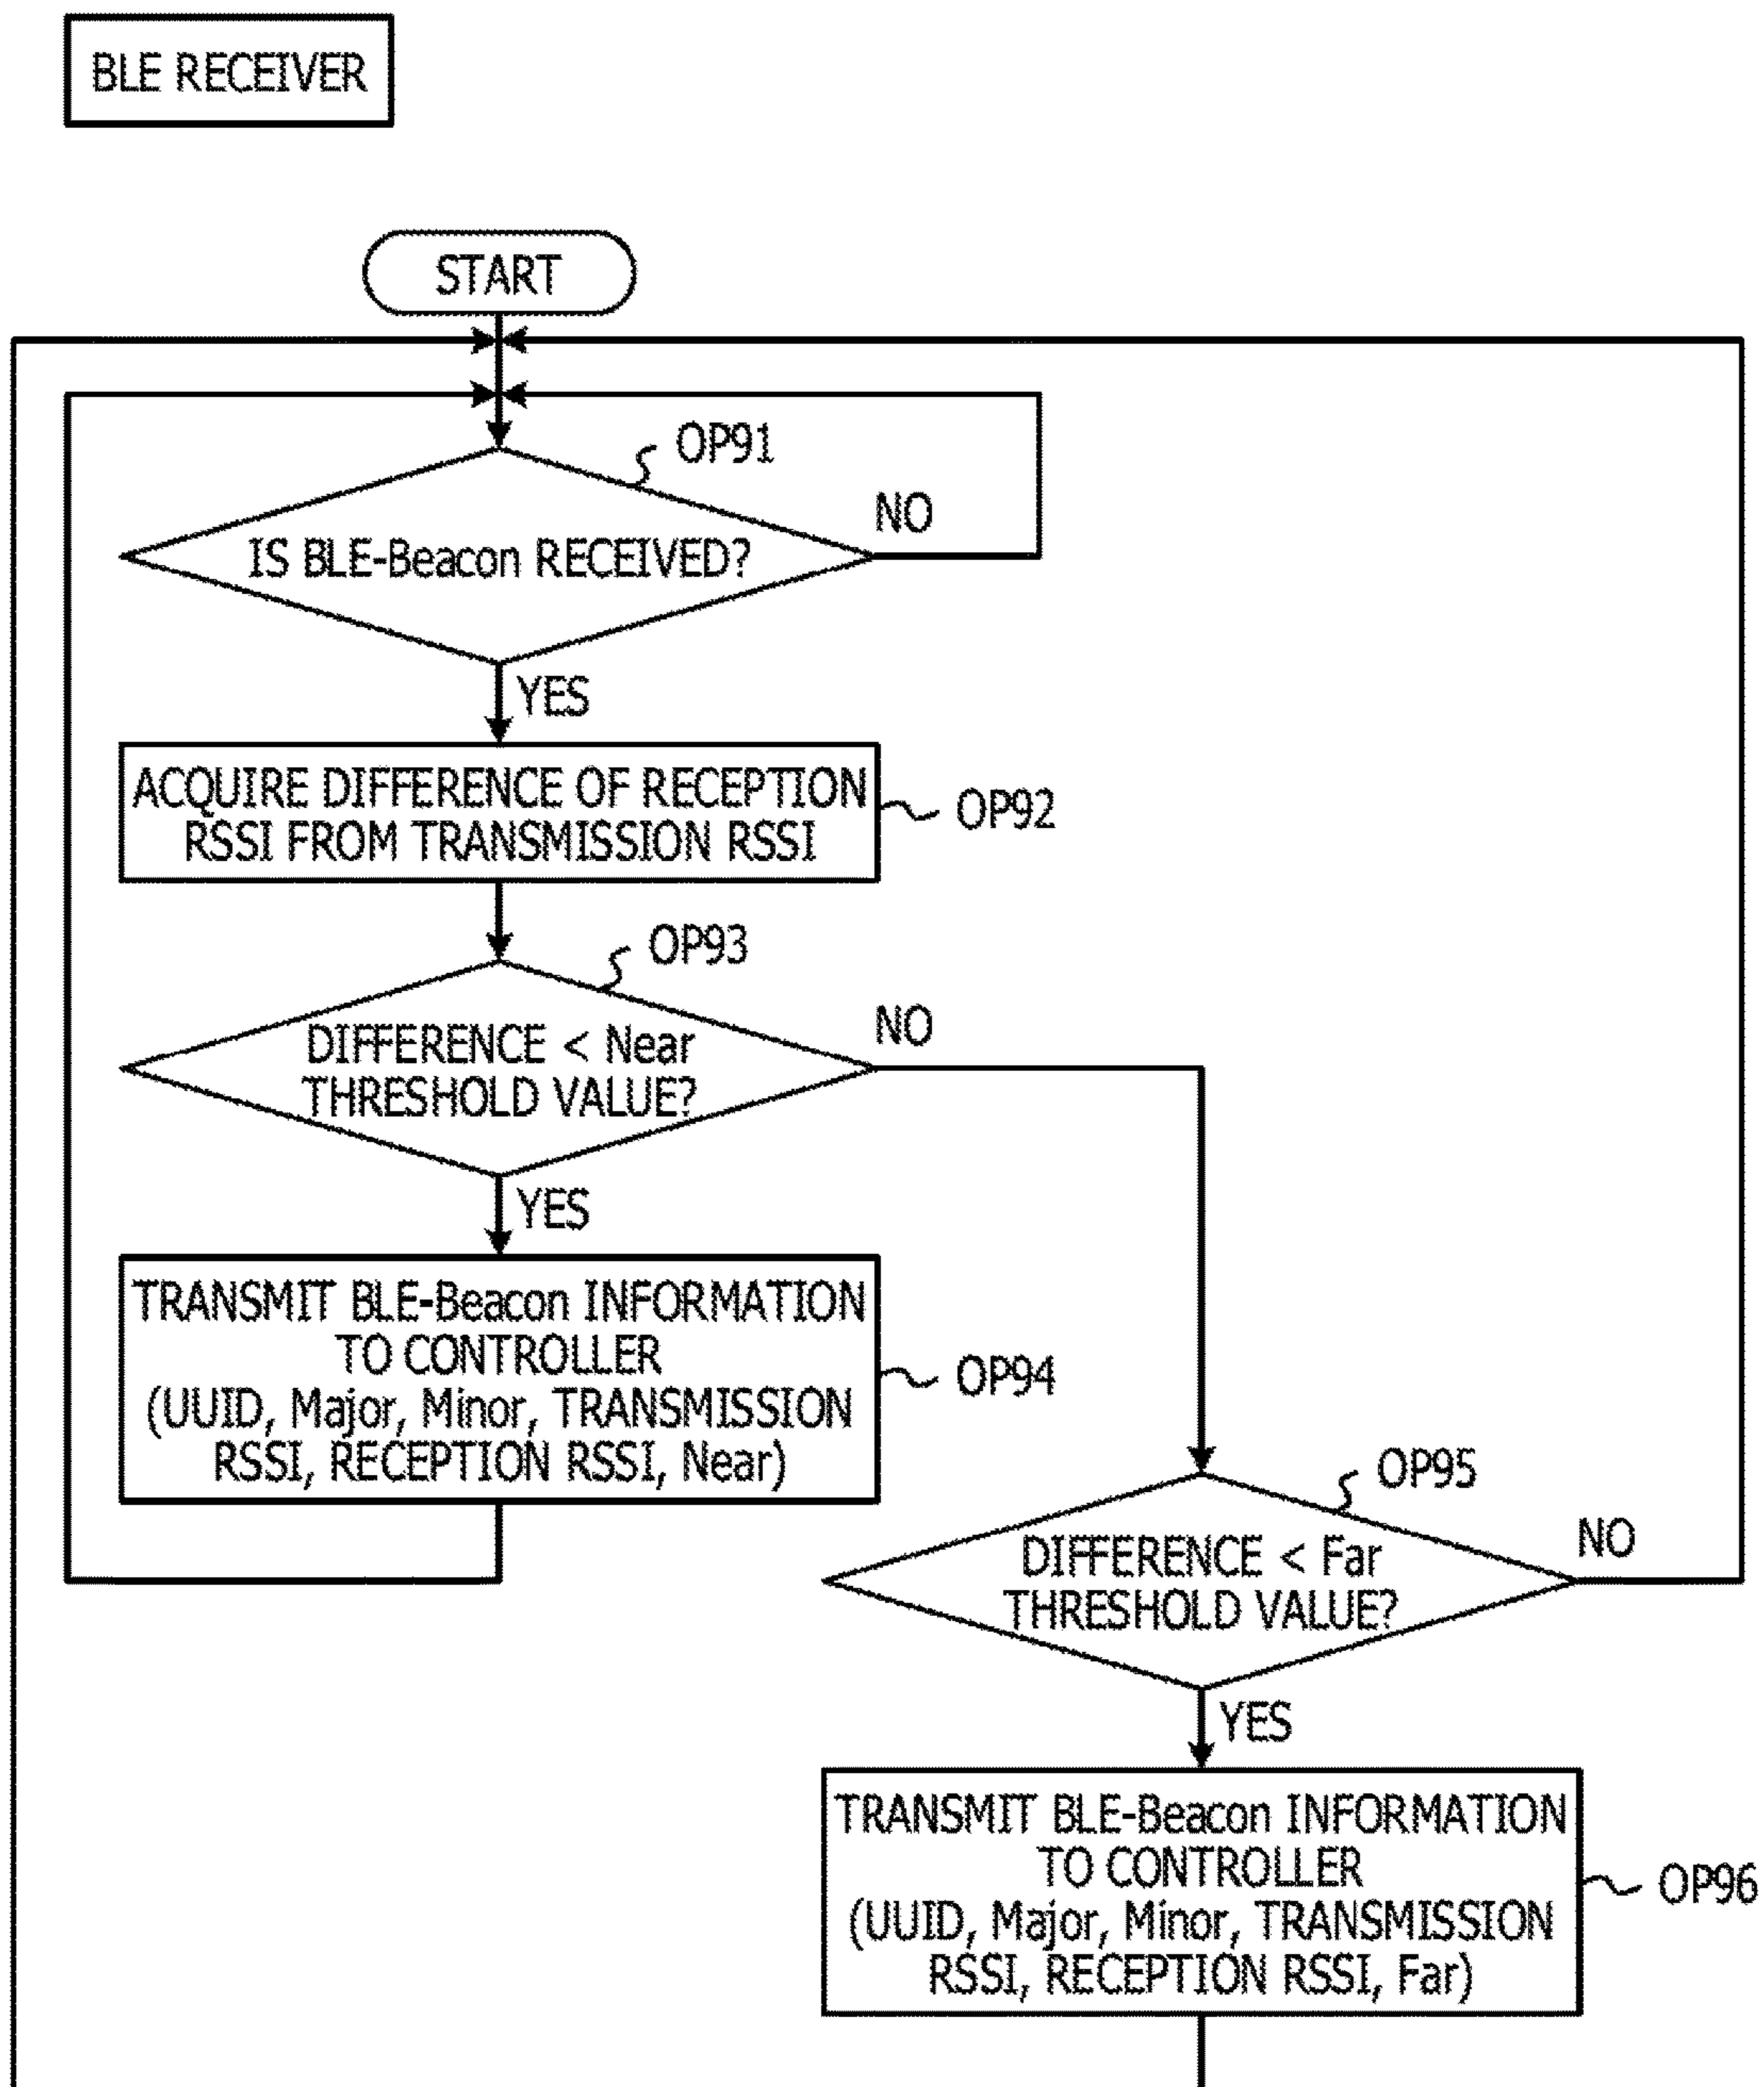 BLE RECEIVER
START
OP91
NO
IS BLE-Beacon RECEIVED?
YES
ACQUIRE DIFFERENCE OF RECEPTION
RSSI FROM TRANSMISSION RSSI
OP92
OP93
NO
DIFFERENCE < Near
THRESHOLD VALUE?
YES
TRANSMIT BLE-Beacon INFORMATION
TO CONTROLLER
(UUID, Major, Minor, TRANSMISSION
RSSI, RECEPTION RSSI, Near)
OP94
OP95
NO
DIFFERENCE < Far
THRESHOLD VALUE?
YES
TRANSMIT BLE-Beacon INFORMATION
TO CONTROLLER
(UUID, Major, Minor, TRANSMISSION
RSSI, RECEPTION RSSI, Far)
OP96